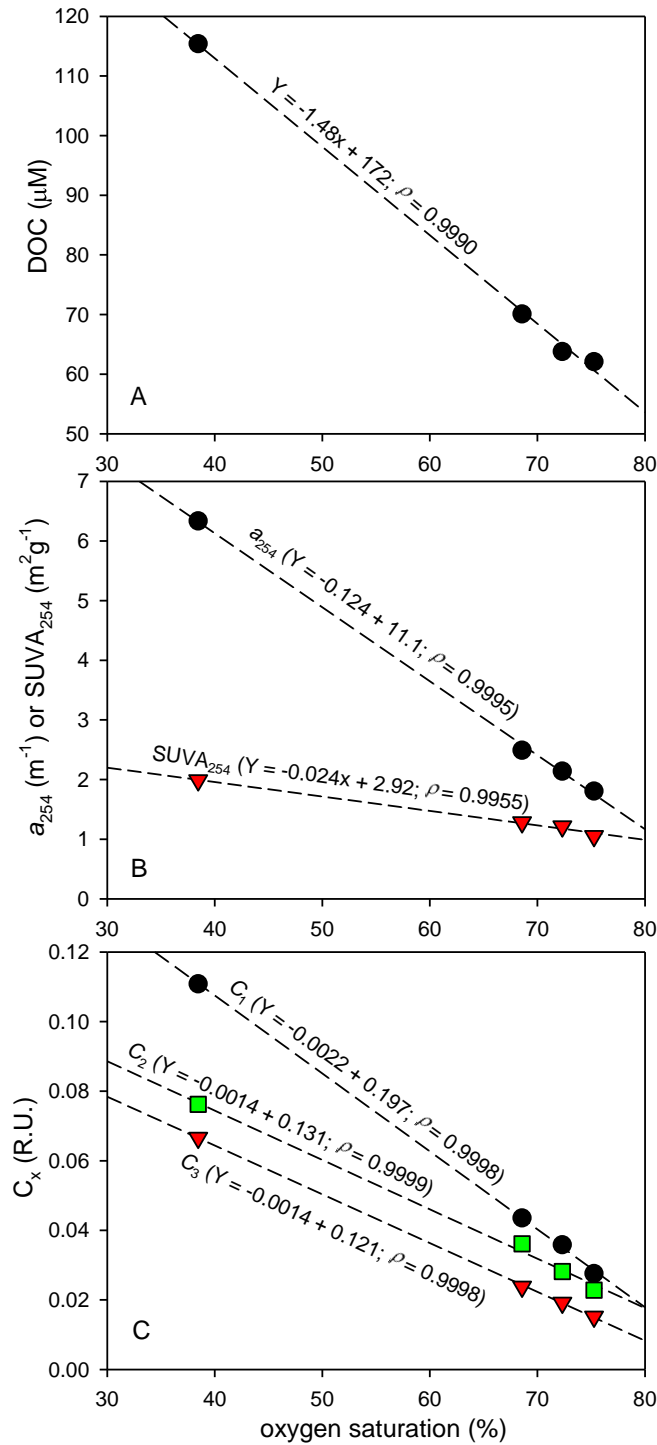 120
110
100
90
80
70
60
50
DOC (μM)
Y = -1.48x + 172; ρ = 0.9990
A
30 40 50 60 70 80
7
6
5
4
3
2
1
0
a254 (m-1) or SUVA254 (m2g-1)
a254 (Y = -0.124 + 11.1; ρ = 0.9995)
SUVA254 (Y = -0.024x + 2.92; ρ = 0.9955)
B
30 40 50 60 70 80
0.12
0.10
0.08
0.06
0.04
0.02
0.00
Cx (R.U.)
C1 (Y = -0.0022 + 0.197; ρ = 0.9998)
C2 (Y = -0.0014 + 0.131; ρ = 0.9999)
C3 (Y = -0.0014 + 0.121; ρ = 0.9998)
C
30 40 50 60 70 80
oxygen saturation (%)